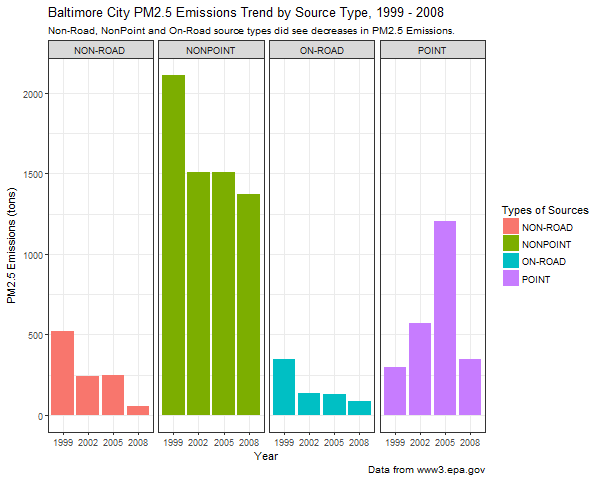 Baltimore City PM2.5 Emissions Trend by Source Type, 1999 - 2008
Non-Road, NonPoint and On-Road source types did see decreases in PM2.5 Emissions.
NON-ROAD NONPOINT ON-ROAD POINT
PM2.5 Emissions (tons)
2000
1500
1000
500
0
1999 2002 2005 2008 1999 2002 2005 2008 1999 2002 2005 2008 1999 2002 2005 2008
Year
Types of Sources
NON-ROAD
NONPOINT
ON-ROAD
POINT
Data from www3.epa.gov